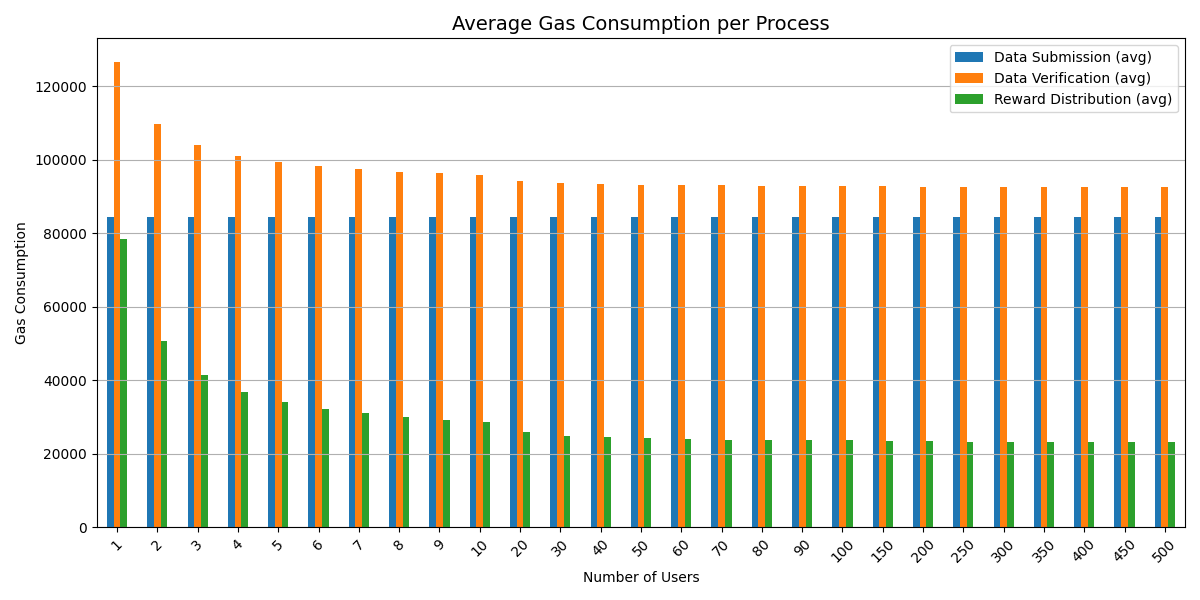 Average Gas Consumption per Process
Data Submission (avg)
Data Verification (avg)
Reward Distribution (avg)
Gas Consumption
120000
100000
80000
60000
40000
20000
0
1 2 3 4 5 6 7 8 9 10 20 30 40 50 60 70 80 90 100 150 200 250 300 350 400 450 500
Number of Users